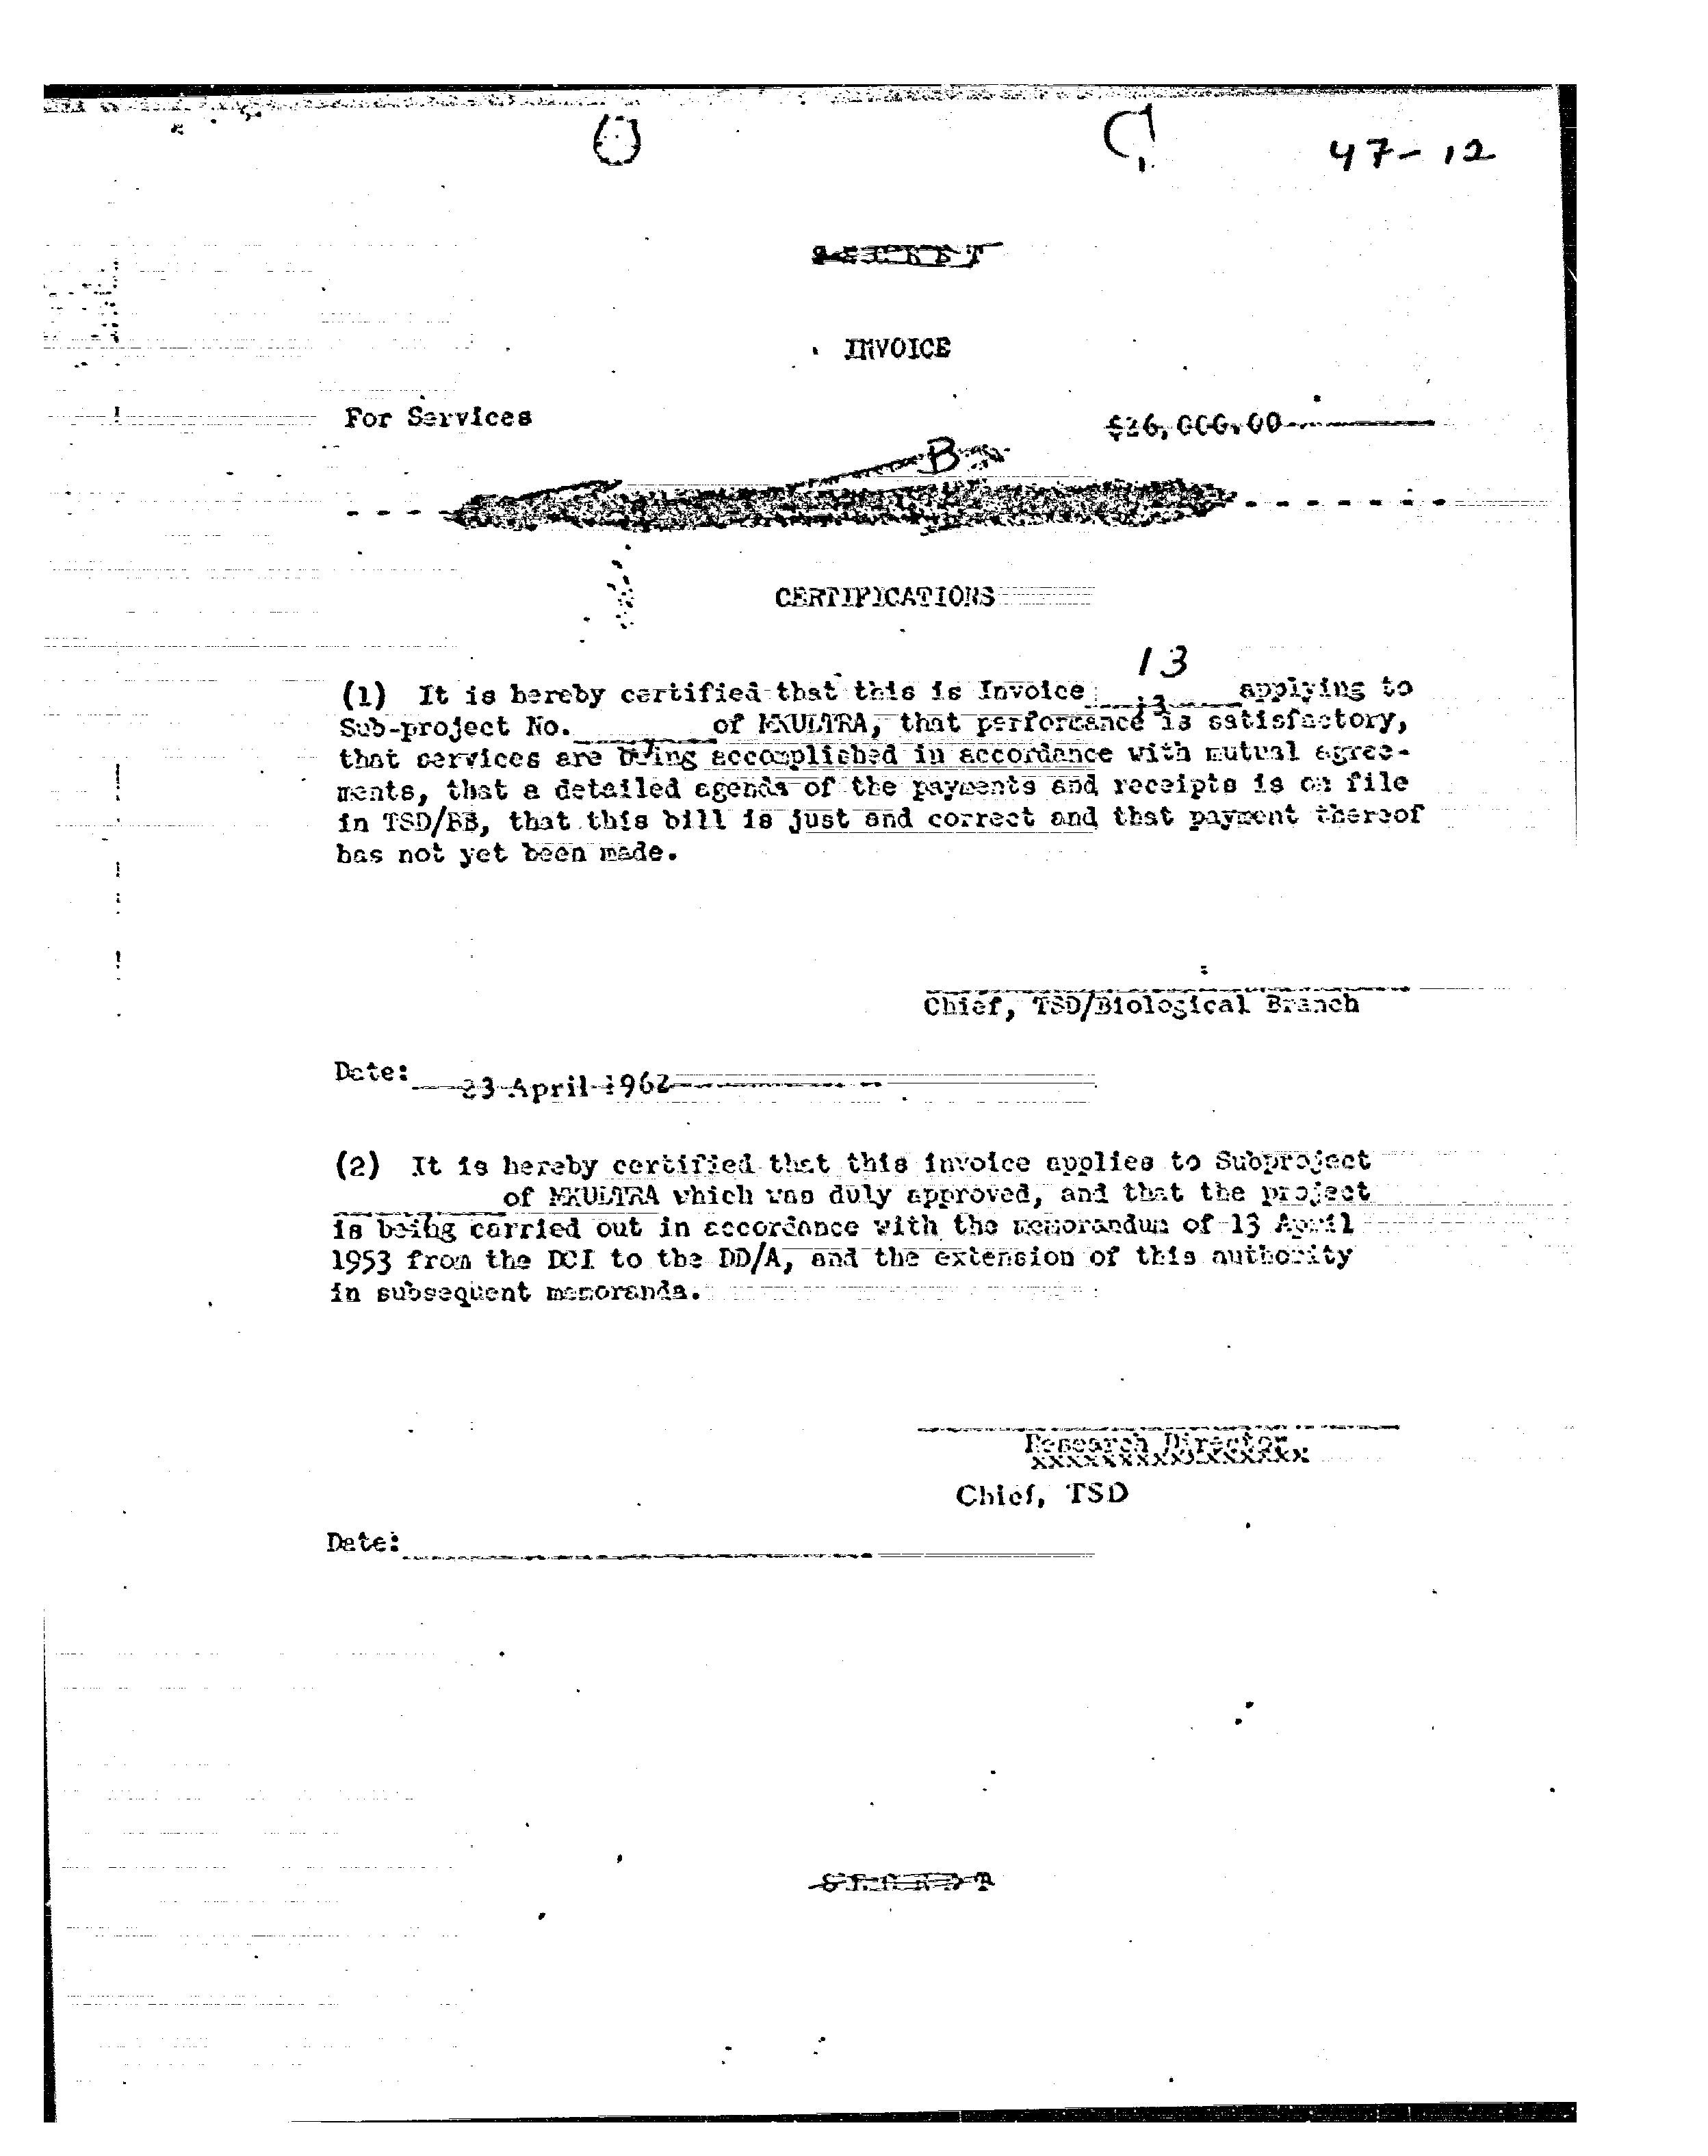 47-12
SECRET
INVOICE
For Services $26,000.00
B
CERTIFICATIONS
13
(1) It is hereby certified that this is Invoice 13 applying to
Sub-project No. of MKULTRA, that performance is satisfactory,
that services are being accomplished in accordance with mutual agree-
ments, that a detailed agenda of the payments and receipts is on file
in TSD/BB, that this bill is just and correct and that payment thereof
has not yet been made.
Chief, TSD/Biological Branch
Date: 23 April 1962
(2) It is hereby certified that this invoice applies to Subproject
of MKULTRA which was duly approved, and that the project
is being carried out in accordance with the memorandum of 13 April
1953 from the DCI to the DD/A, and the extension of this authority
in subsequent memoranda.
Research Director
xxxxxxxxxxxxxxxxx
Chief, TSD
Date:
SECRET